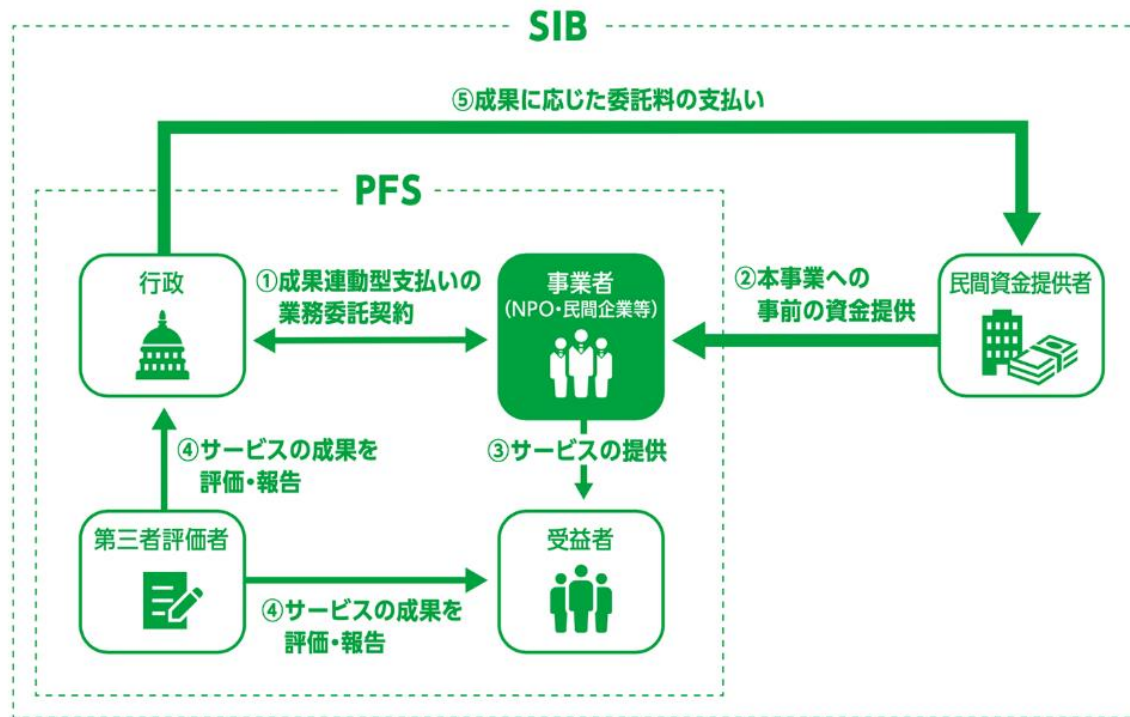 SIB
⑤成果に応じた委託料の支払い
PFS
行政
①成果連動型支払いの
業務委託契約
事業者
(NPO・民間企業等)
②本事業への
事前の資金提供
民間資金提供者
④サービスの成果を
評価・報告
③サービスの提供
第三者評価者
④サービスの成果を
評価・報告
受益者